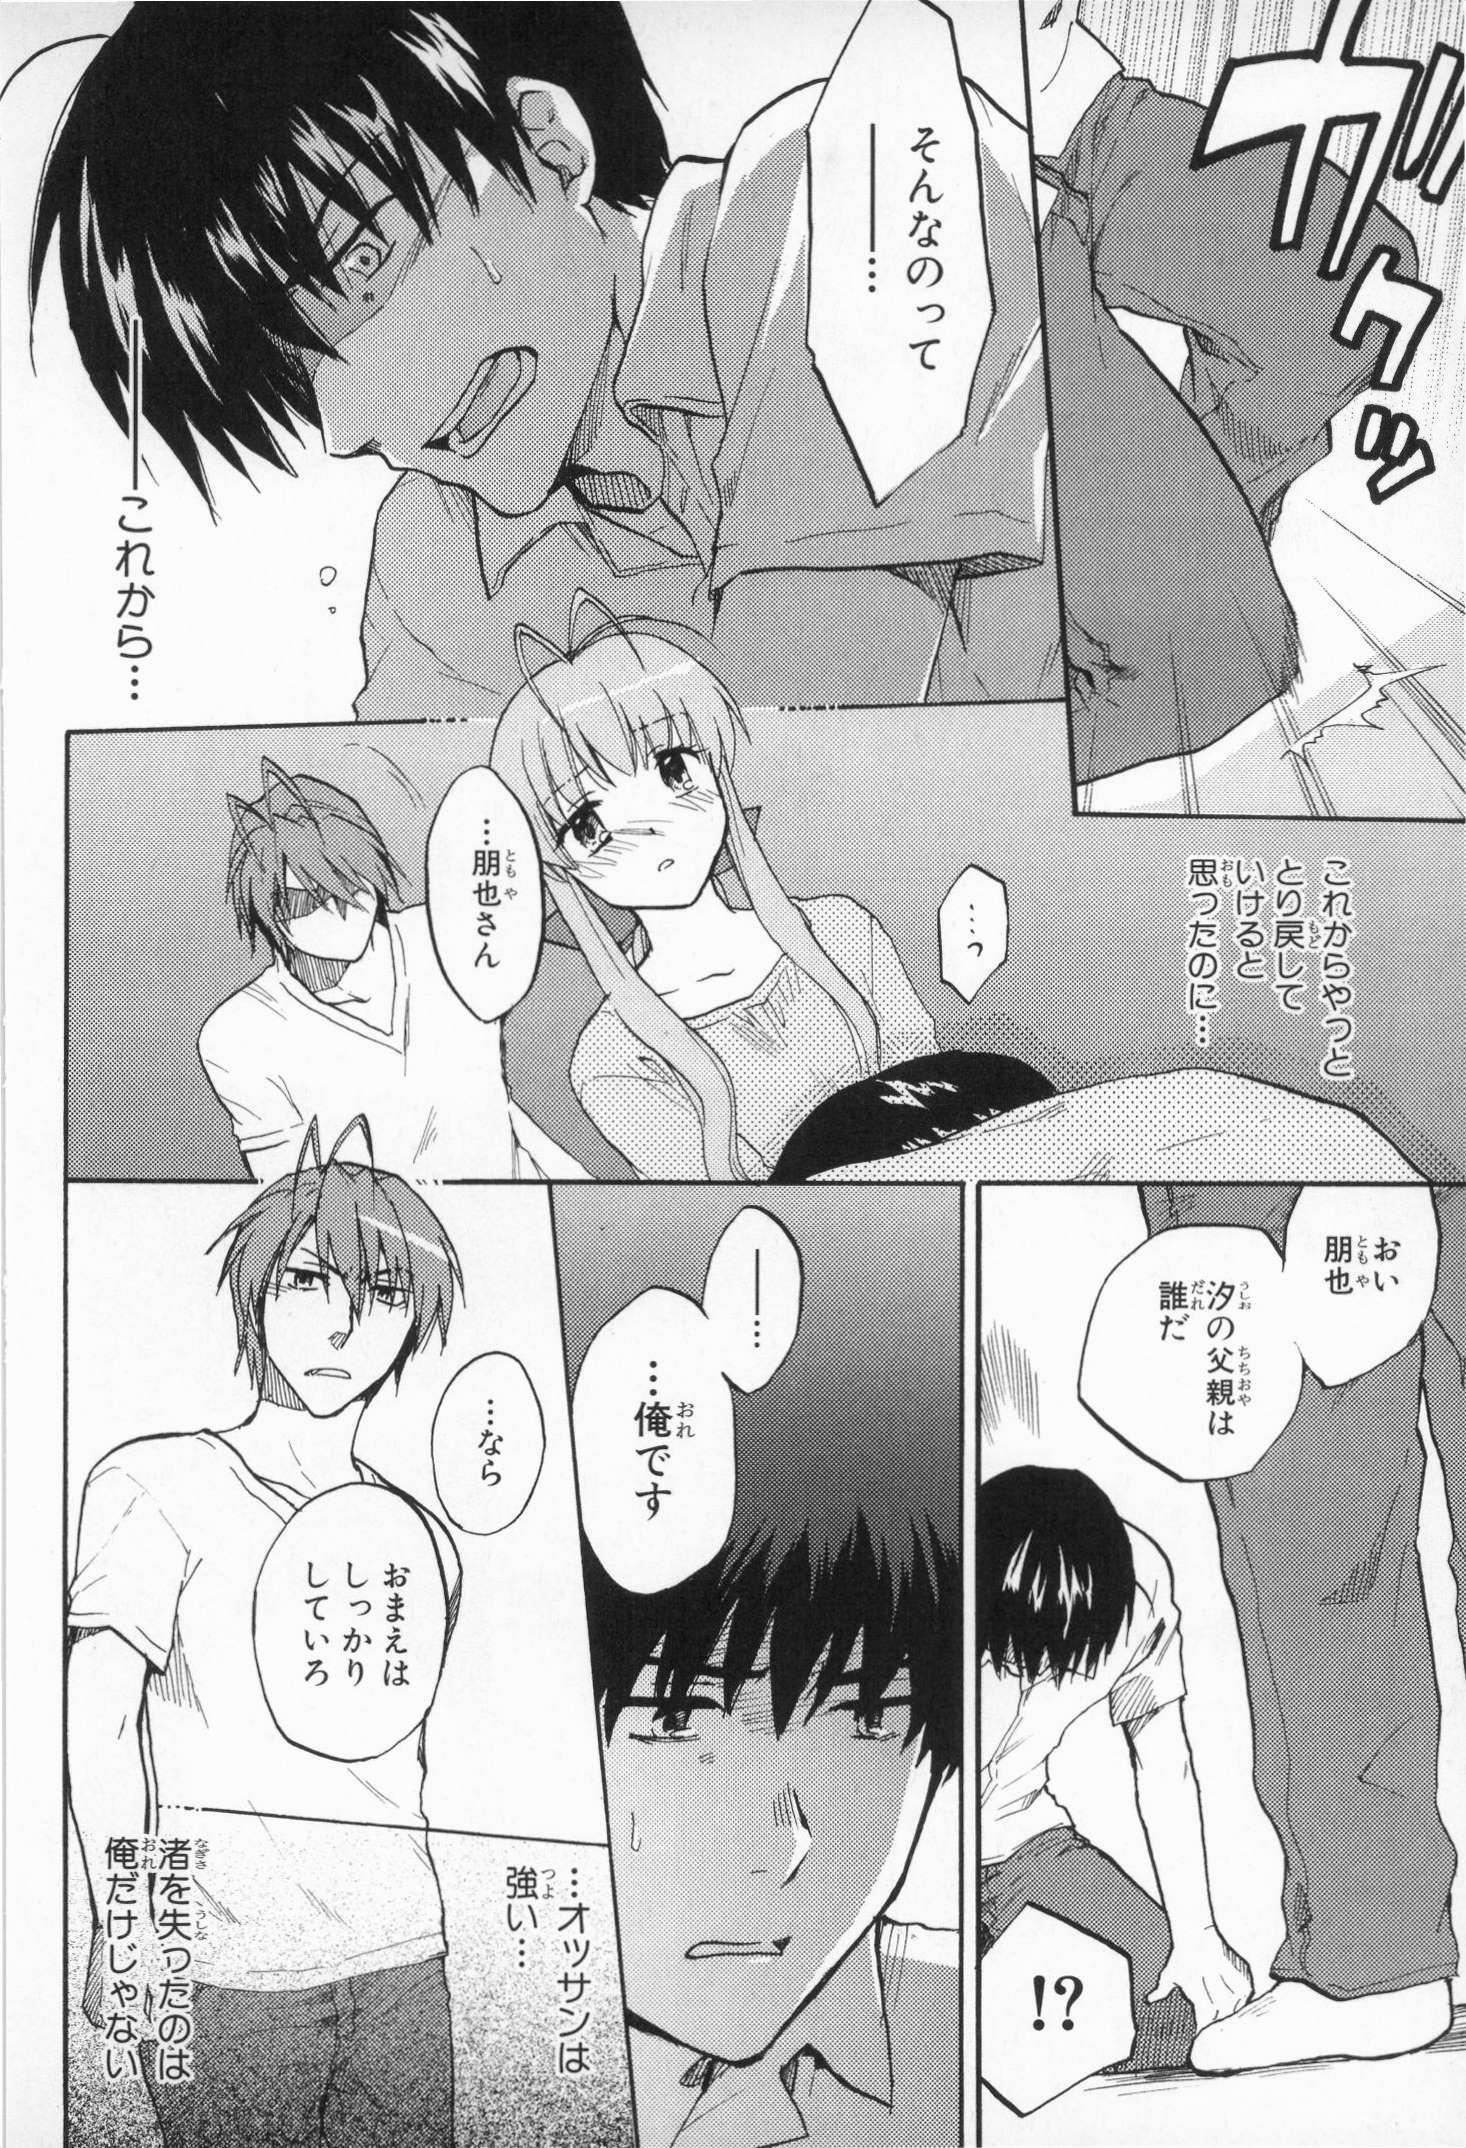 ガクッ
そんなのって
――…
――これから…
これからやっと
とり戻して
いけると
思ったのに…
…っ
…朋也さん
おい
朋也
汐の父親は
誰だ
!?
――…
…俺です
…なら
おまえは
しっかり
していろ
…オッサンは
強い…
渚を失ったのは
俺だけじゃない